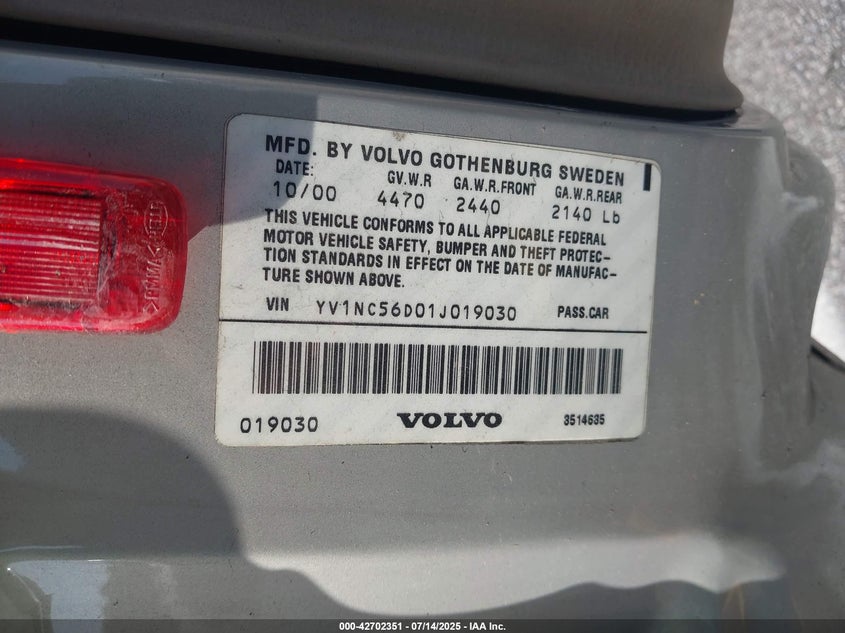 MFD. BY VOLVO GOTHENBURG SWEDEN
DATE: GV.W.R GA.W.R.FRONT GA.W.R.REAR
10/00 4470 2440 2140 Lb
THIS VEHICLE CONFORMS TO ALL APPLICABLE FEDERAL
MOTOR VEHICLE SAFETY, BUMPER AND THEFT PROTEC-
TION STANDARDS IN EFFECT ON THE DATE OF MANUFAC-
TURE SHOWN ABOVE.
VIN YV1NC56D01J019030 PASS.CAR
019030 VOLVO 3514635
000-42702351 | 07/14/2025 - IAA Inc.